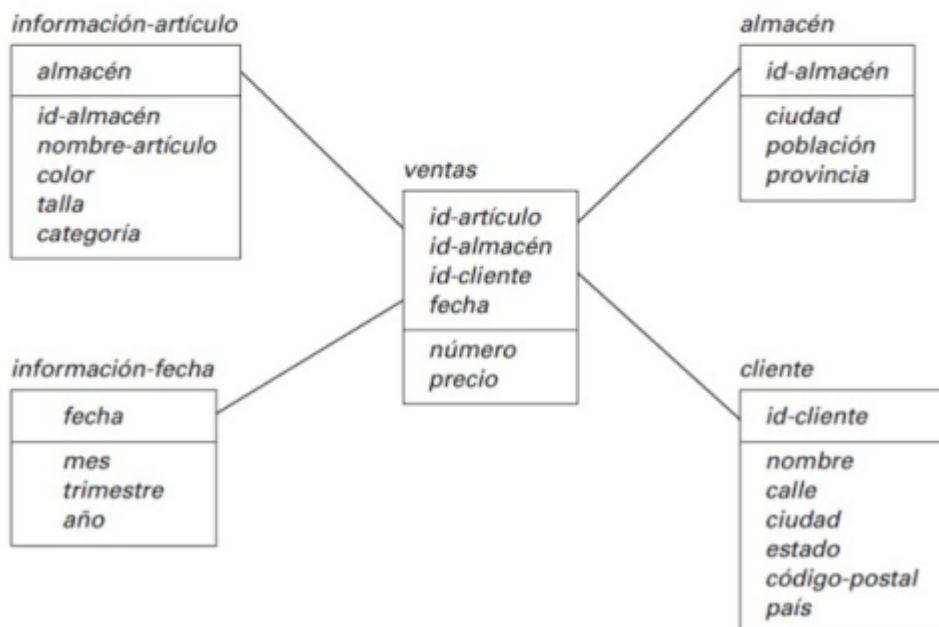 información-artículo
almacén
id-almacén
nombre-artículo
color
talla
categoría
información-fecha
fecha
mes
trimestre
año
ventas
id-artículo
id-almacén
id-cliente
fecha
número
precio
almacén
id-almacén
ciudad
población
provincia
cliente
id-cliente
nombre
calle
ciudad
estado
código-postal
país